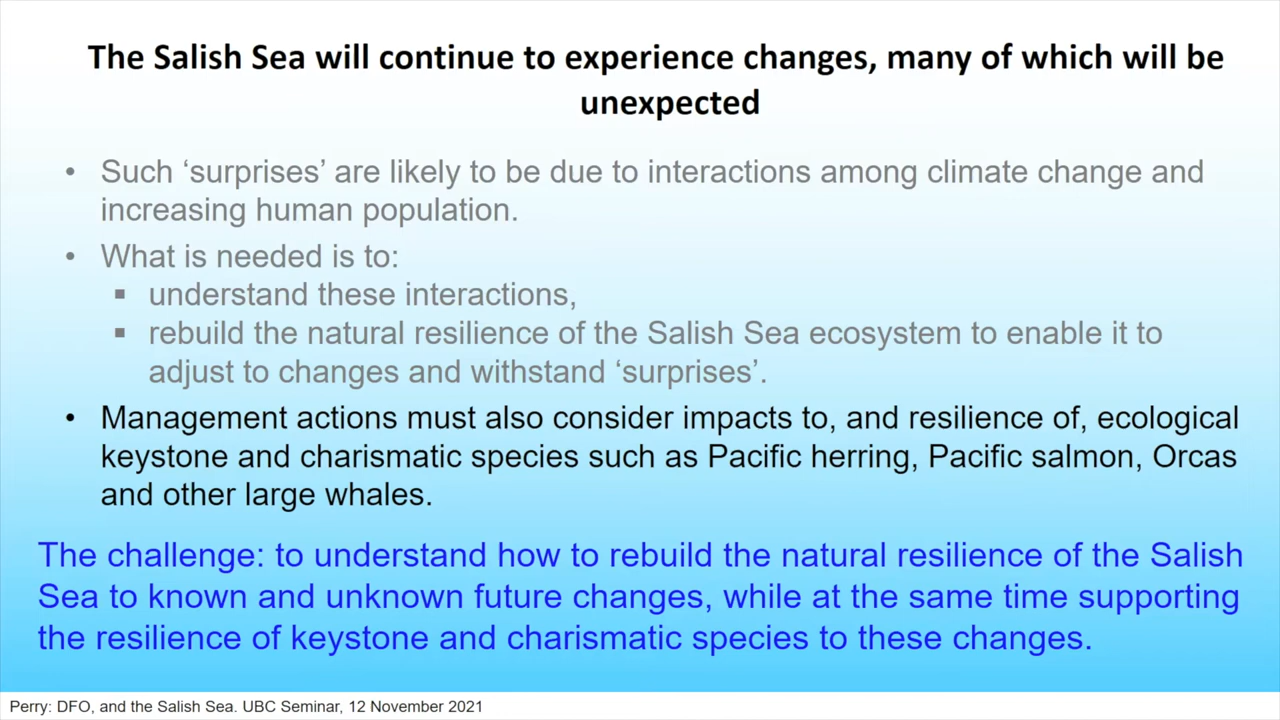 The Salish Sea will continue to experience changes, many of which will be
unexpected
• Such ‘surprises’ are likely to be due to interactions among climate change and
increasing human population.
• What is needed is to:
▪ understand these interactions,
▪ rebuild the natural resilience of the Salish Sea ecosystem to enable it to
adjust to changes and withstand ‘surprises’.
• Management actions must also consider impacts to, and resilience of, ecological
keystone and charismatic species such as Pacific herring, Pacific salmon, Orcas
and other large whales.
The challenge: to understand how to rebuild the natural resilience of the Salish
Sea to known and unknown future changes, while at the same time supporting
the resilience of keystone and charismatic species to these changes.
Perry: DFO, and the Salish Sea. UBC Seminar, 12 November 2021